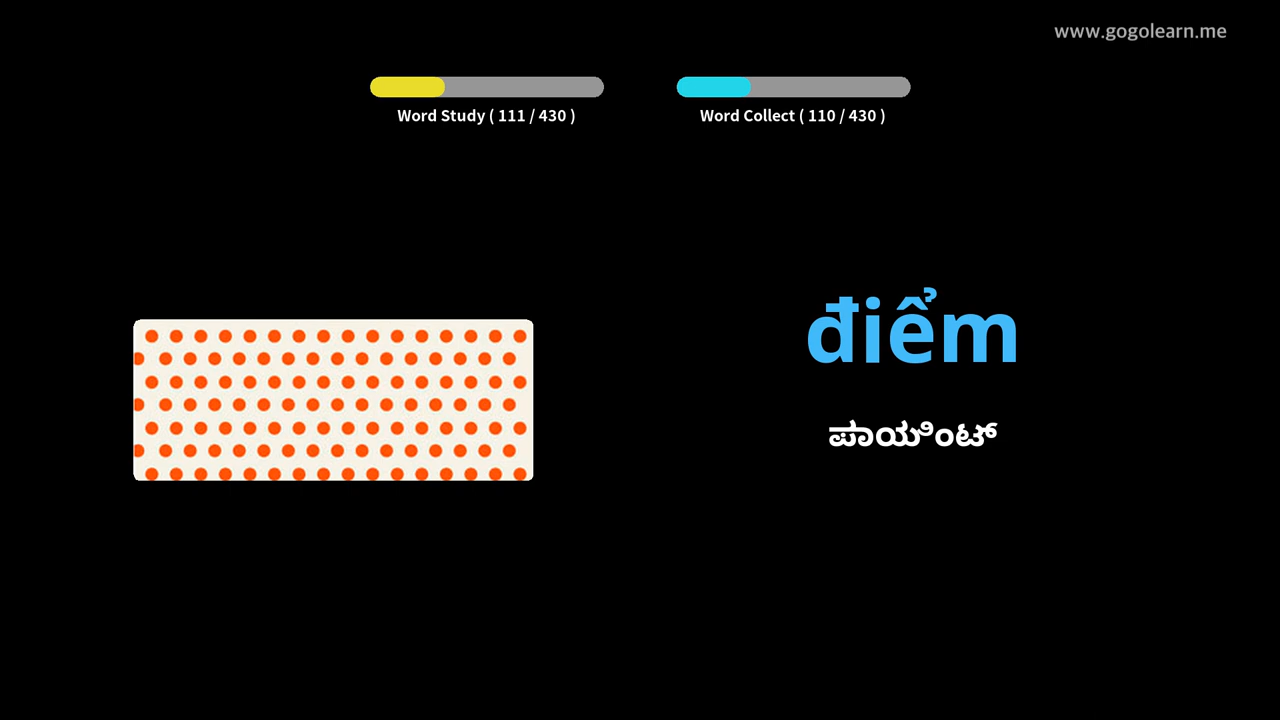 www.gogolearn.me
Word Study ( 111 / 430 )
Word Collect ( 110 / 430 )
điểm
ಪಾಯಿಂಟ್